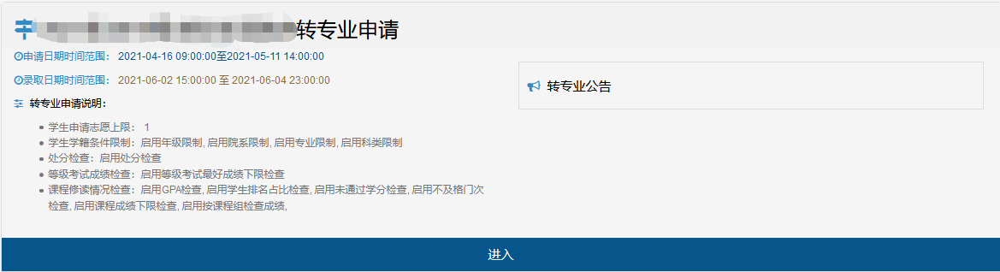 转专业申请
申请日期时间范围： 2021-04-16 09:00:00至2021-05-11 14:00:00
录取日期时间范围： 2021-06-02 15:00:00 至 2021-06-04 23:00:00
转专业申请说明：
学生申请志愿上限： 1
学生学籍条件限制：启用年级限制, 启用院系限制, 启用专业限制, 启用科类限制
处分检查：启用处分检查
等级考试成绩检查：启用等级考试最好成绩下限检查
课程修读情况检查：启用GPA检查, 启用学生排名占比检查, 启用未通过学分检查, 启用不及格门次
检查, 启用课程成绩下限检查, 启用按课程组检查成绩,
转专业公告
进入